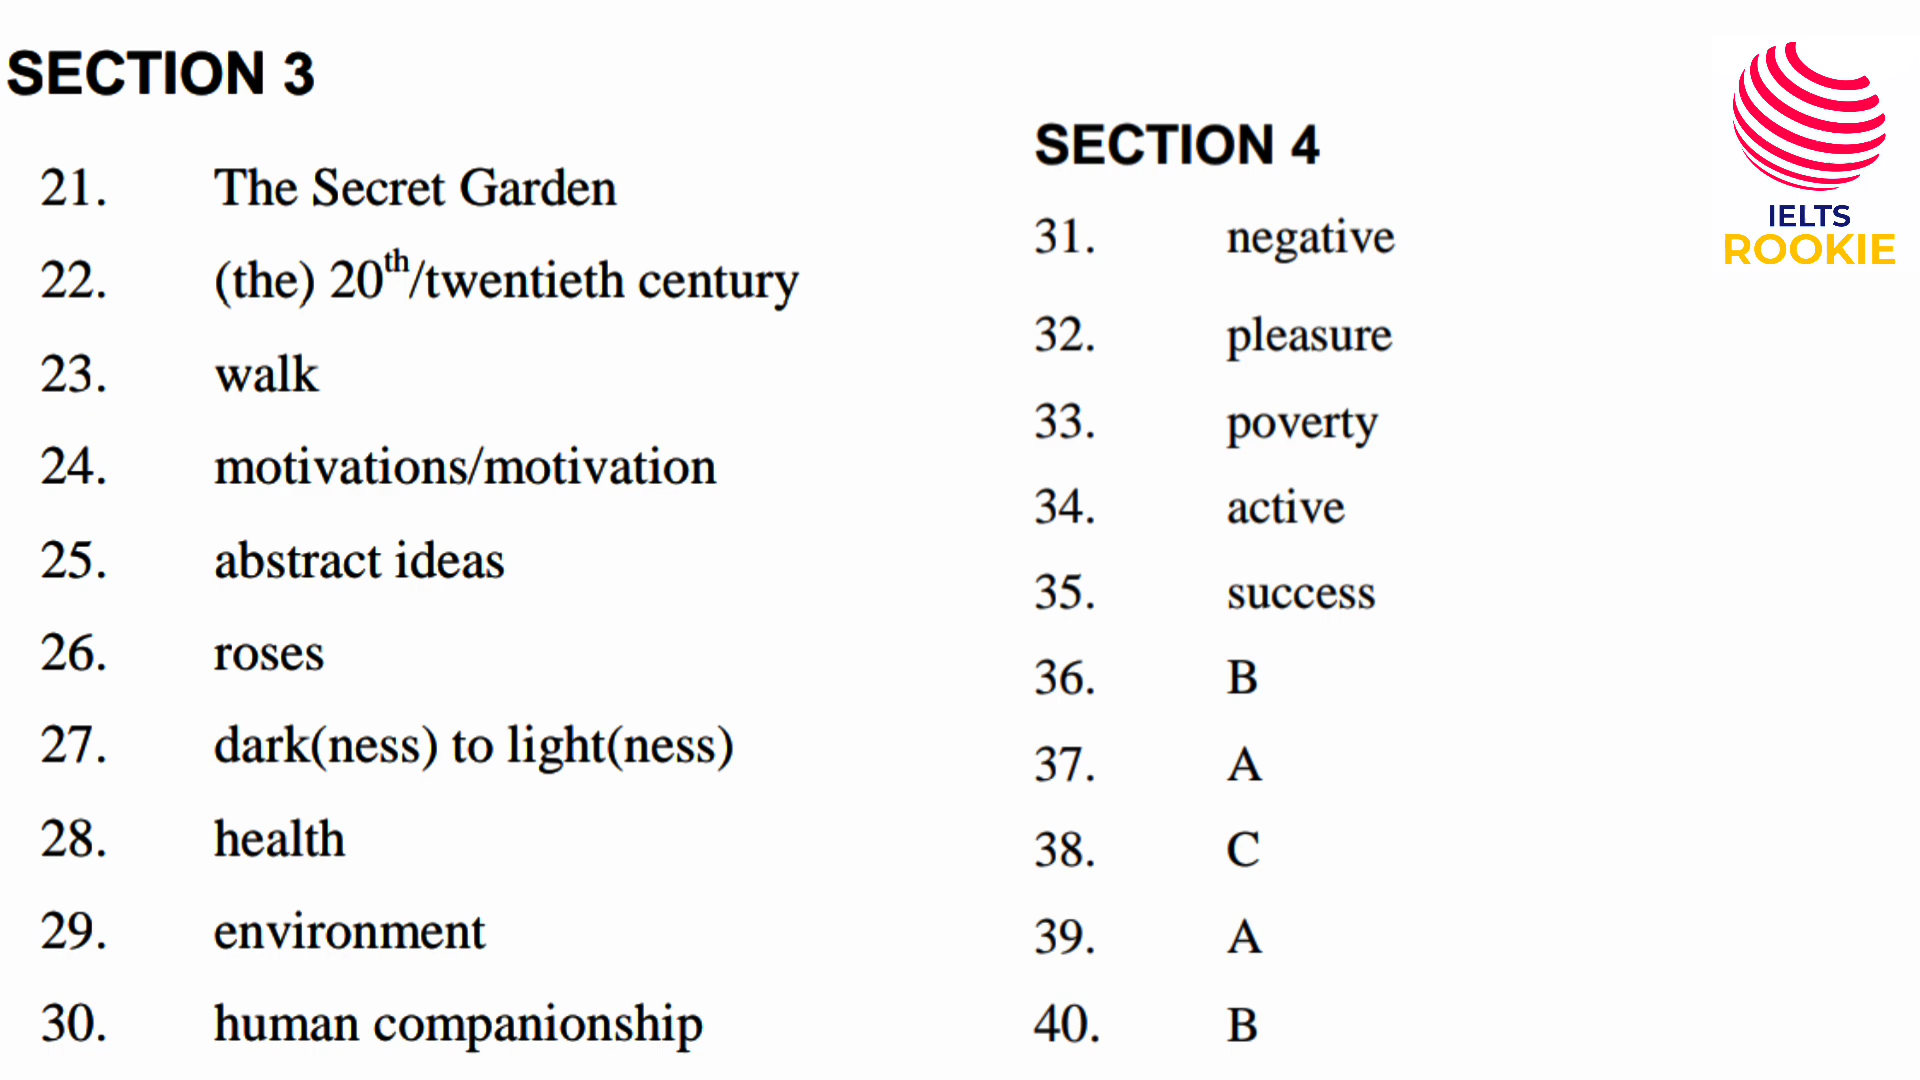 SECTION 3
21. The Secret Garden
22. (the) 20th/twentieth century
23. walk
24. motivations/motivation
25. abstract ideas
26. roses
27. dark(ness) to light(ness)
28. health
29. environment
30. human companionship
SECTION 4
31. negative
32. pleasure
33. poverty
34. active
35. success
36. B
37. A
38. C
39. A
40. B
IELTS
ROOKIE